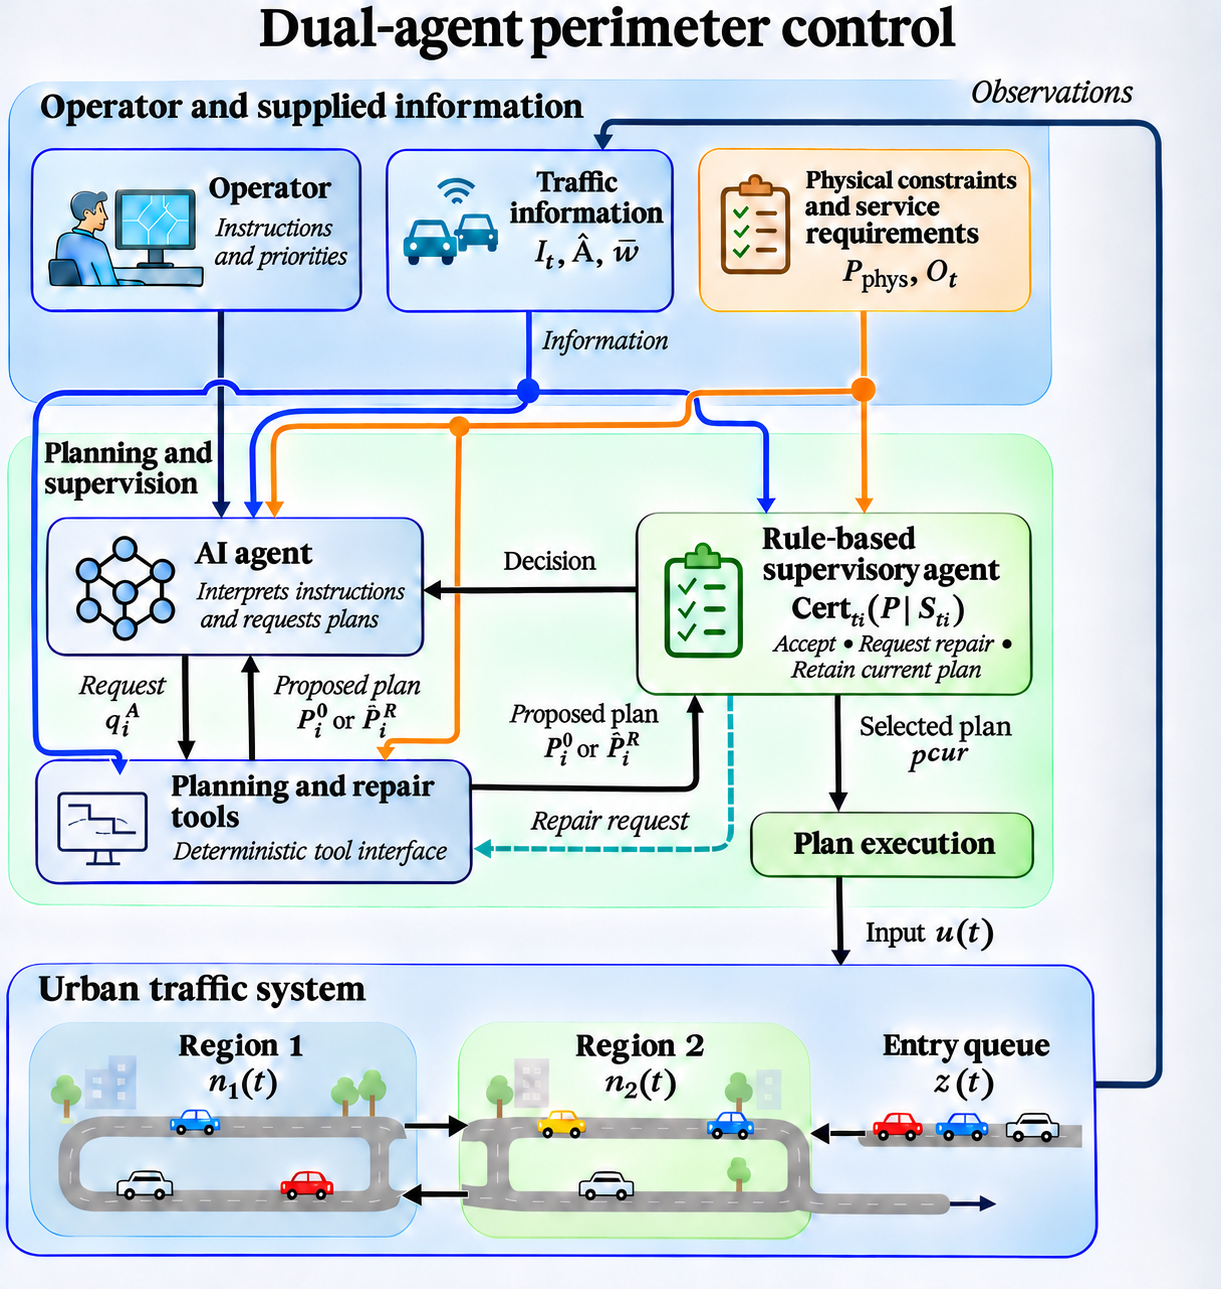 Dual-agent perimeter control
Observations
Operator and supplied information
Operator
Instructions
and priorities
Traffic
information
I_t, Â, w̅
Physical constraints
and service
requirements
P_phys, O_t
Information
Planning and
supervision
AI agent
Interprets instructions
and requests plans
Decision
Rule-based
supervisory agent
Cert_{ti}(P | S_{ti})
Accept • Request repair •
Retain current plan
Request
q_i^A
Proposed plan
P_i^0 or P̂_i^R
Proposed plan
P_i^0 or P̂_i^R
Selected plan
pcur
Planning and repair
tools
Deterministic tool interface
Repair request
Plan execution
Input u(t)
Urban traffic system
Region 1
n_1(t)
Region 2
n_2(t)
Entry queue
z(t)